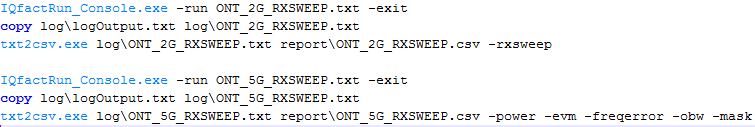 IQfactRun_Console.exe -run ONT_2G_RXSWEEP.txt -exit
copy log\logOutput.txt log\ONT_2G_RXSWEEP.txt
txt2csv.exe log\ONT_2G_RXSWEEP.txt report\ONT_2G_RXSWEEP.csv -rxsweep
IQfactRun_Console.exe -run ONT_5G_RXSWEEP.txt -exit
copy log\logOutput.txt log\ONT_5G_RXSWEEP.txt
txt2csv.exe log\ONT_5G_RXSWEEP.txt report\ONT_5G_RXSWEEP.csv -power -evm -freqerror -obw -mask